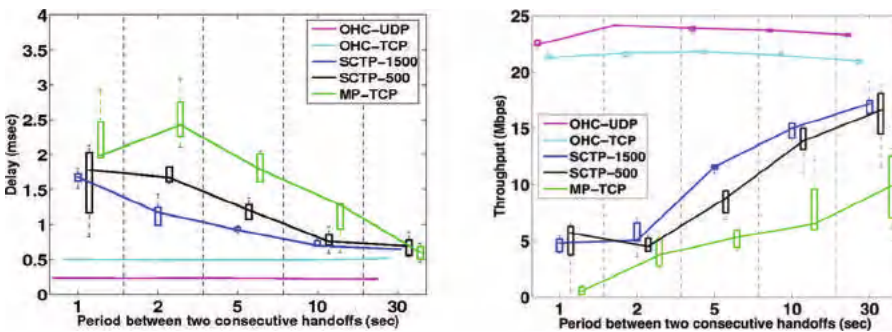 4
3.5
3
2.5
2
1.5
1
0.5
0
Delay (msec)
OHC-UDP
OHC-TCP
SCTP-1500
SCTP-500
MP-TCP
1 2 5 10 30
Period between two consecutive handoffs (sec)
25
20
15
10
5
0
Throughput (Mbps)
OHC-UDP
OHC-TCP
SCTP-1500
SCTP-500
MP-TCP
1 2 5 10 30
Period between two consecutive handoffs (sec)